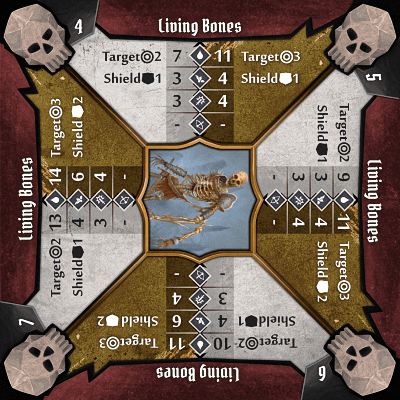 4
Living Bones
Target 2 7 11 Target 3
Shield 1 3 4 Shield 1
3 4
- -
5
Living Bones
Target 2 9 11 Target 3
Shield 1 3 4 Shield 2
3 4
- -
6
Living Bones
Target 2 10 11 Target 3
Shield 1 4 6 Shield 2
3 4
- -
7
Living Bones
Target 2 13 14 Target 3
Shield 1 4 6 Shield 2
3 4
- -